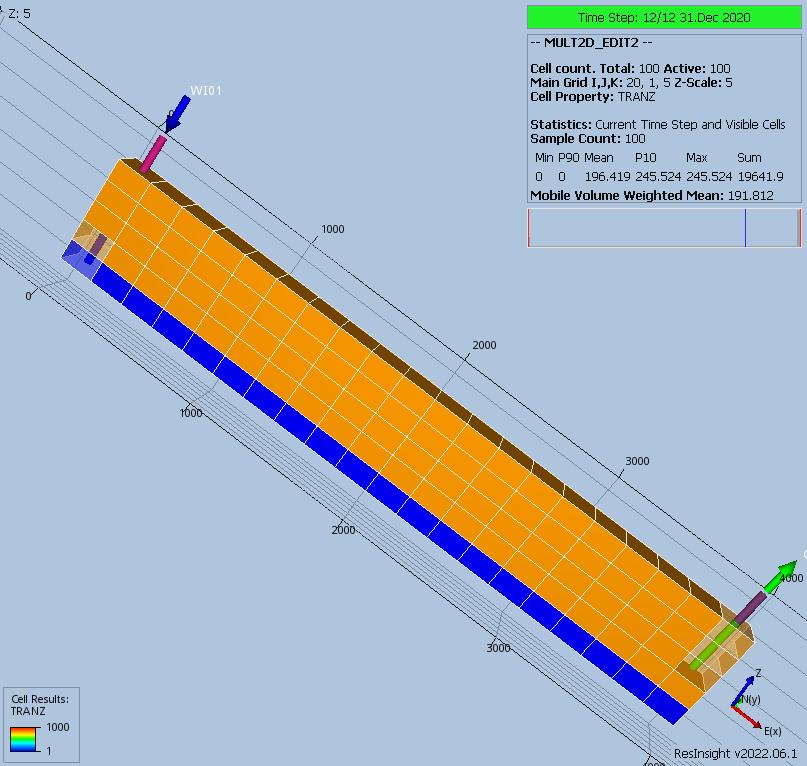 Z: 5
Time Step: 12/12 31.Dec 2020
-- MULT2D_EDIT2 --
Cell count. Total: 100 Active: 100
Main Grid I,J,K: 20, 1, 5 Z-Scale: 5
Cell Property: TRANZ
Statistics: Current Time Step and Visible Cells
Sample Count: 100
Min P90 Mean P10 Max Sum
0 0 196.419 245.524 245.524 19641.9
Mobile Volume Weighted Mean: 191.812
WI01
0
1000
2000
3000
4000
0
1000
2000
3000
Z
N(y)
E(x)
Cell Results:
TRANZ
1000
1
ResInsight v2022.06.1